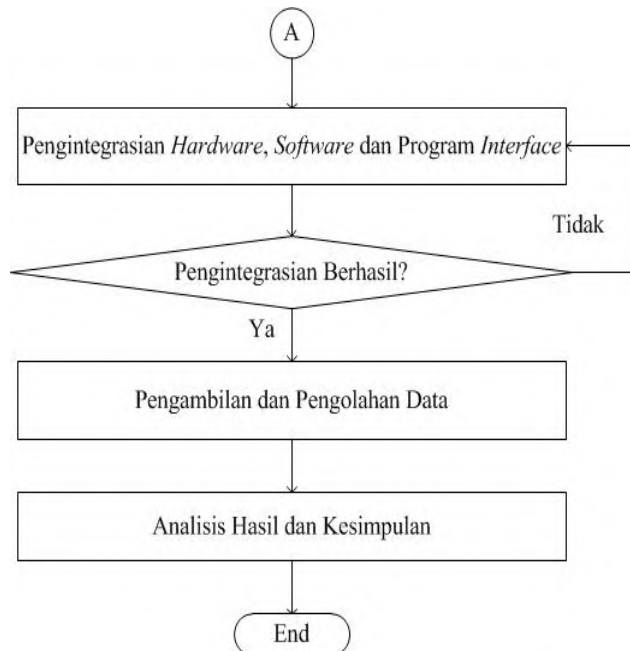 A
Pengintegrasian Hardware, Software dan Program Interface
Tidak
Pengintegrasian Berhasil?
Ya
Pengambilan dan Pengolahan Data
Analisis Hasil dan Kesimpulan
End